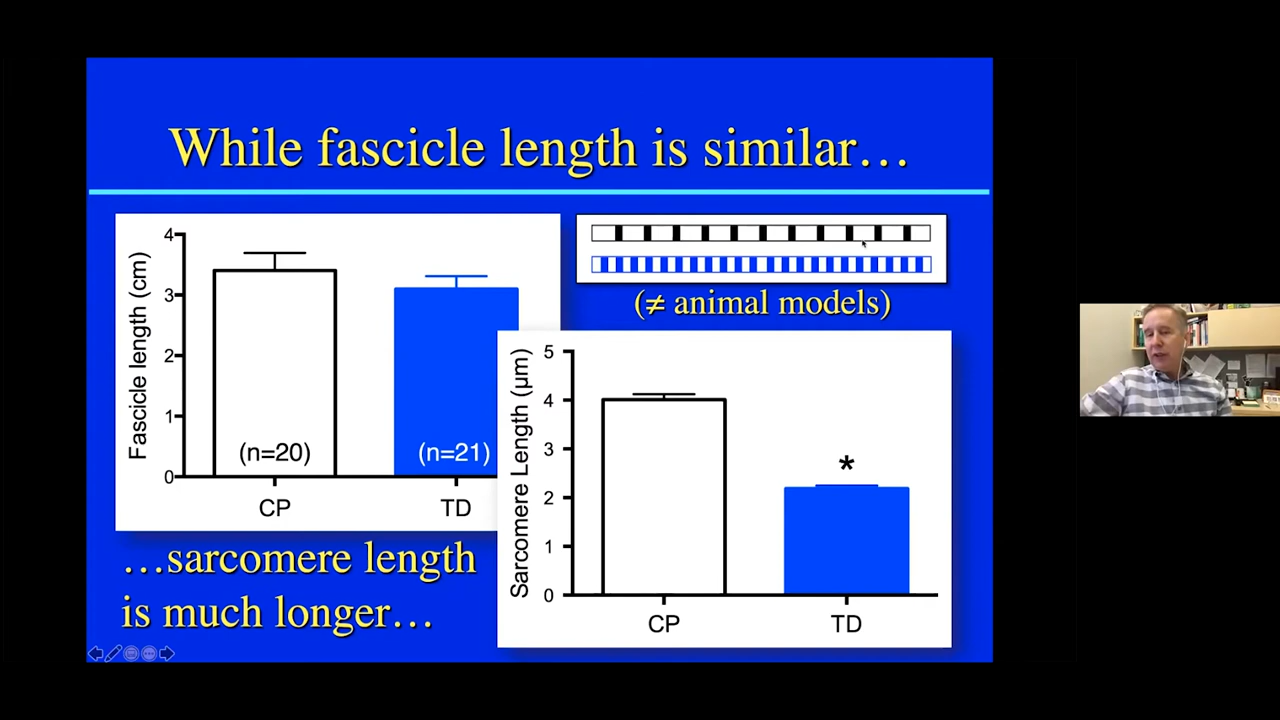 While fascicle length is similar…
Fascicle length (cm)
4
3
2
1
0
(n=20)
(n=21)
CP
TD
(≠ animal models)
Sarcomere Length (μm)
5
4
3
2
1
0
*
CP
TD
…sarcomere length
is much longer…